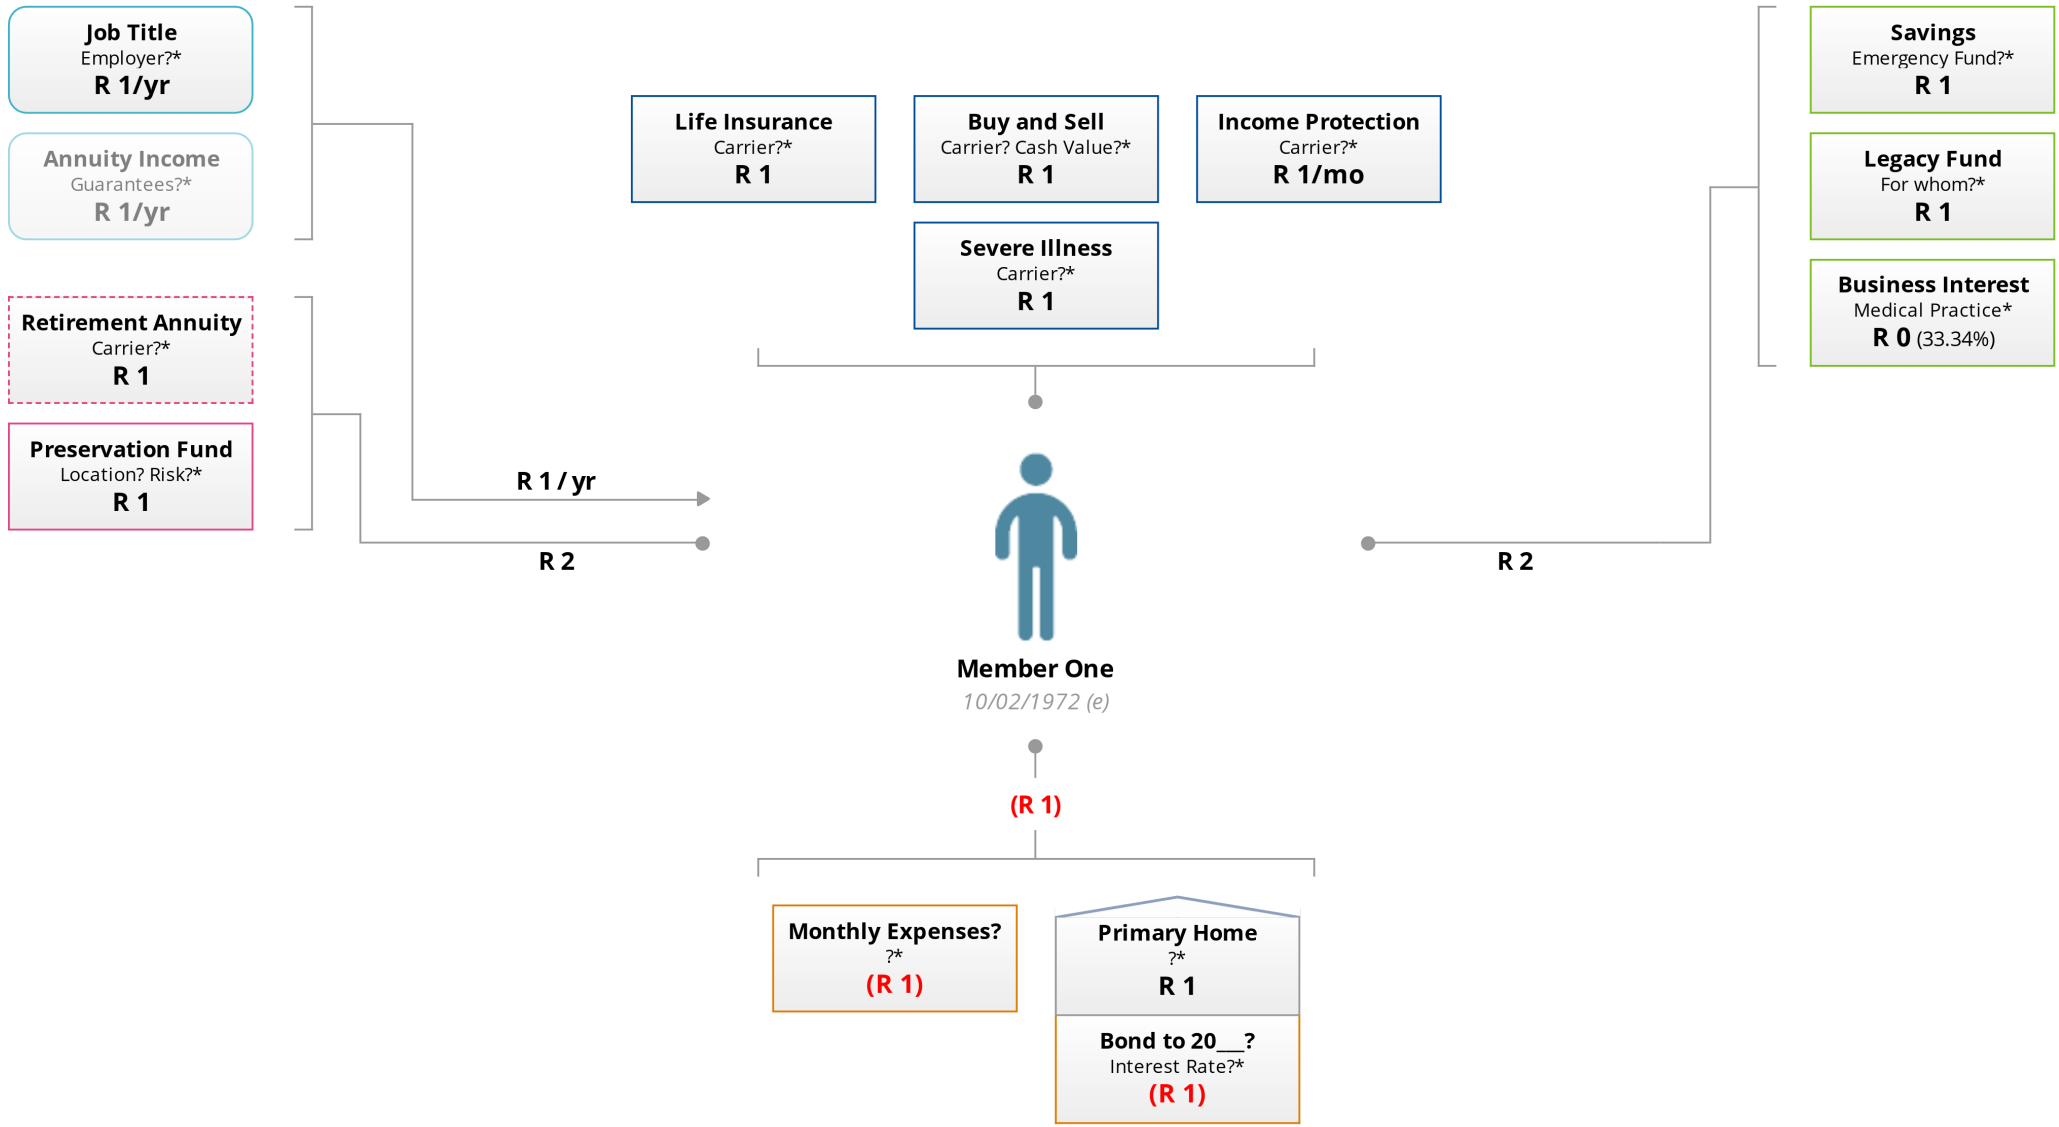 Job Title
Employer?*
R 1/yr
Annuity Income
Guarantees?*
R 1/yr
Retirement Annuity
Carrier?*
R 1
Preservation Fund
Location? Risk?*
R 1
R 1 / yr
R 2
Life Insurance
Carrier?*
R 1
Buy and Sell
Carrier? Cash Value?*
R 1
Income Protection
Carrier?*
R 1/mo
Severe Illness
Carrier?*
R 1
Member One
10/02/1972 (e)
(R 1)
Monthly Expenses?
?*
(R 1)
Primary Home
?*
R 1
Bond to 20___?
Interest Rate?*
(R 1)
R 2
Savings
Emergency Fund?*
R 1
Legacy Fund
For whom?*
R 1
Business Interest
Medical Practice*
R 0 (33.34%)